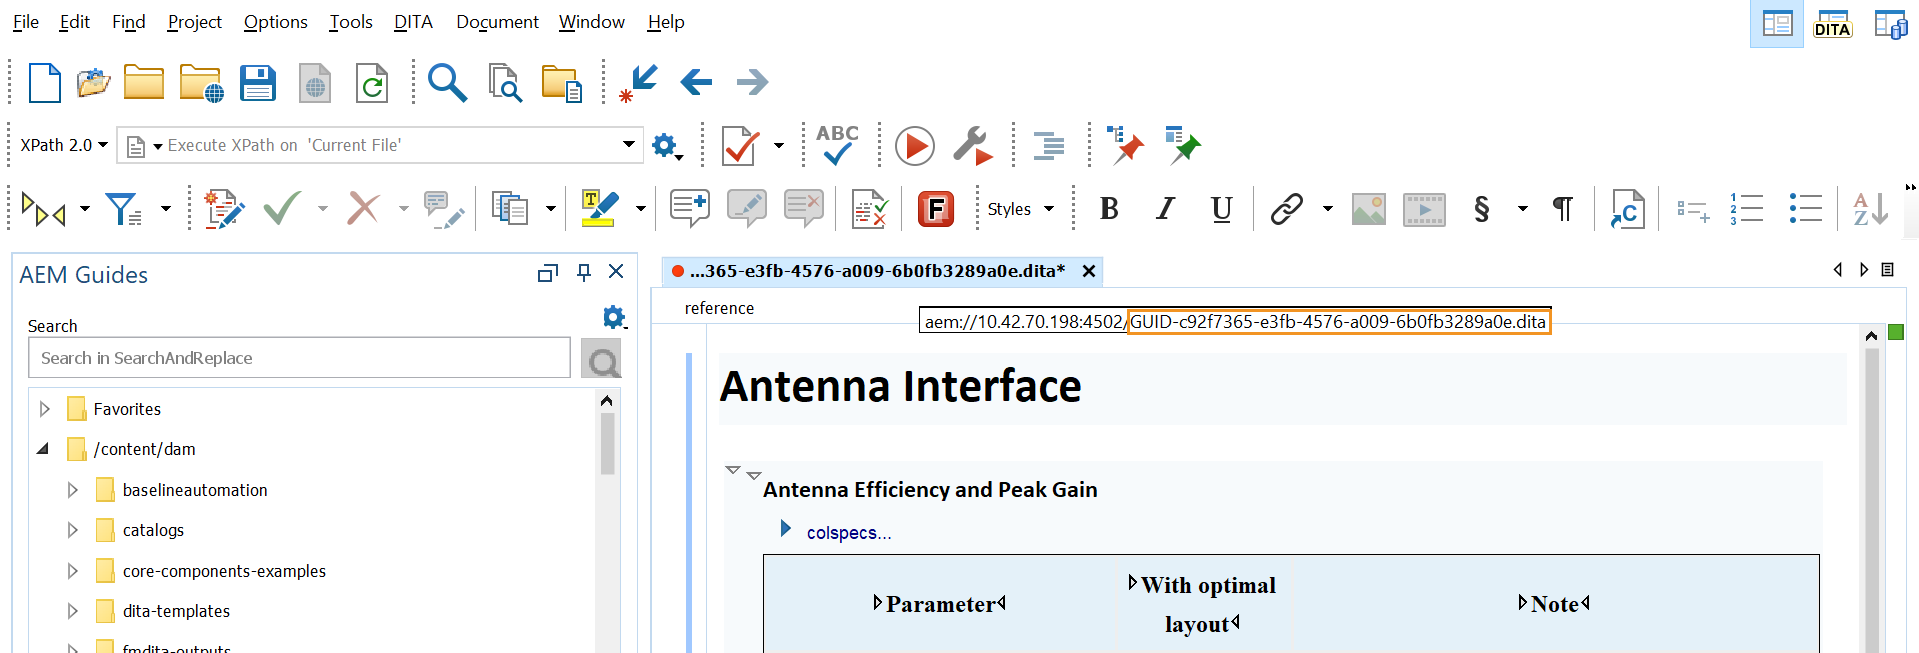 File Edit Find Project Options Tools DITA Document Window Help
DITA
XPath 2.0 Execute XPath on 'Current File'
ABC
T
F
Styles
B I U
§ ¶
C
1
2
3
A
Z
AEM Guides
Search
Search in SearchAndReplace
Favorites
/content/dam
baselineautomation
catalogs
core-components-examples
dita-templates
fmdita-outputs
...365-e3fb-4576-a009-6b0fb3289a0e.dita*
reference
aem://10.42.70.198:4502/GUID-c92f7365-e3fb-4576-a009-6b0fb3289a0e.dita
Antenna Interface
Antenna Efficiency and Peak Gain
colspecs...
Parameter
With optimal
layout
Note